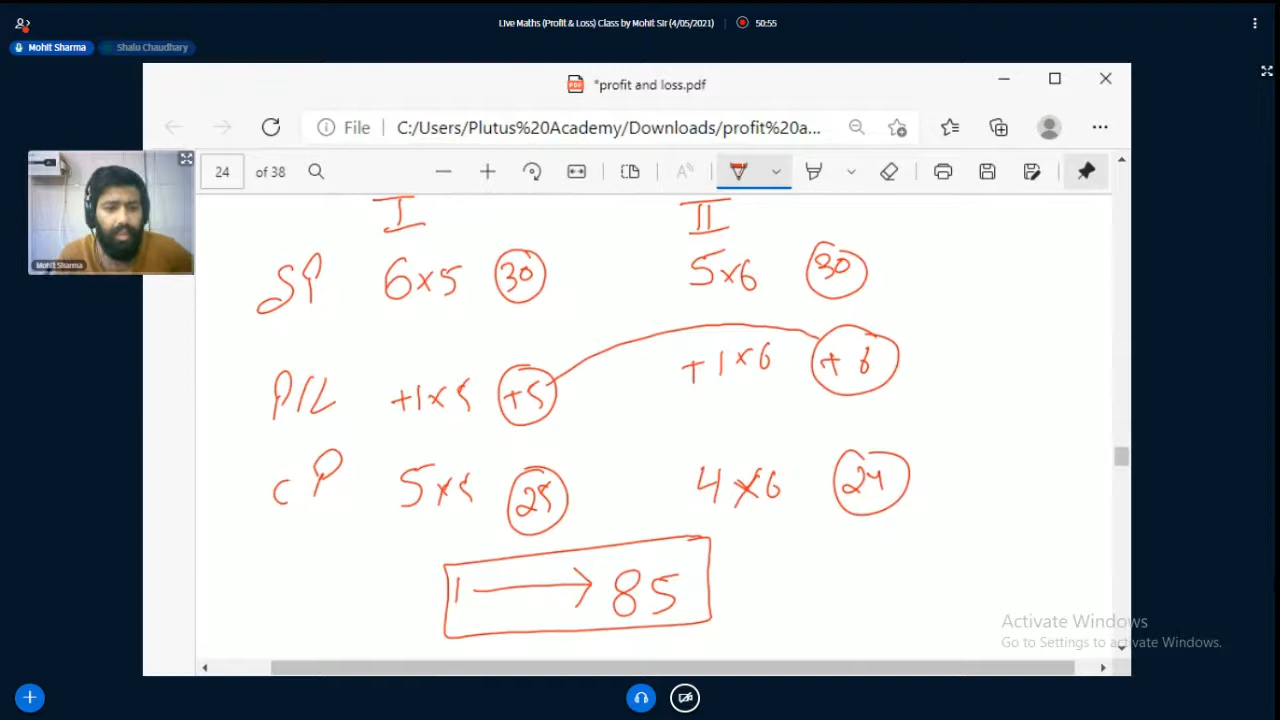 Live Maths (Profit & Loss) Class by Mohit Sir (4/05/2021) 50:55
Mohit Sharma Shalu Chaudhary
*profit and loss.pdf
File C:/Users/Plutus%20Academy/Downloads/profit%20a...
24 of 38
Mohit Sharma
I II
SP 6×5 30 5×6 30
P/L +1×5 +5 +1×6 +6
CP 5×5 25 4×6 24
1 → 85
Activate Windows
Go to Settings to activate Windows.